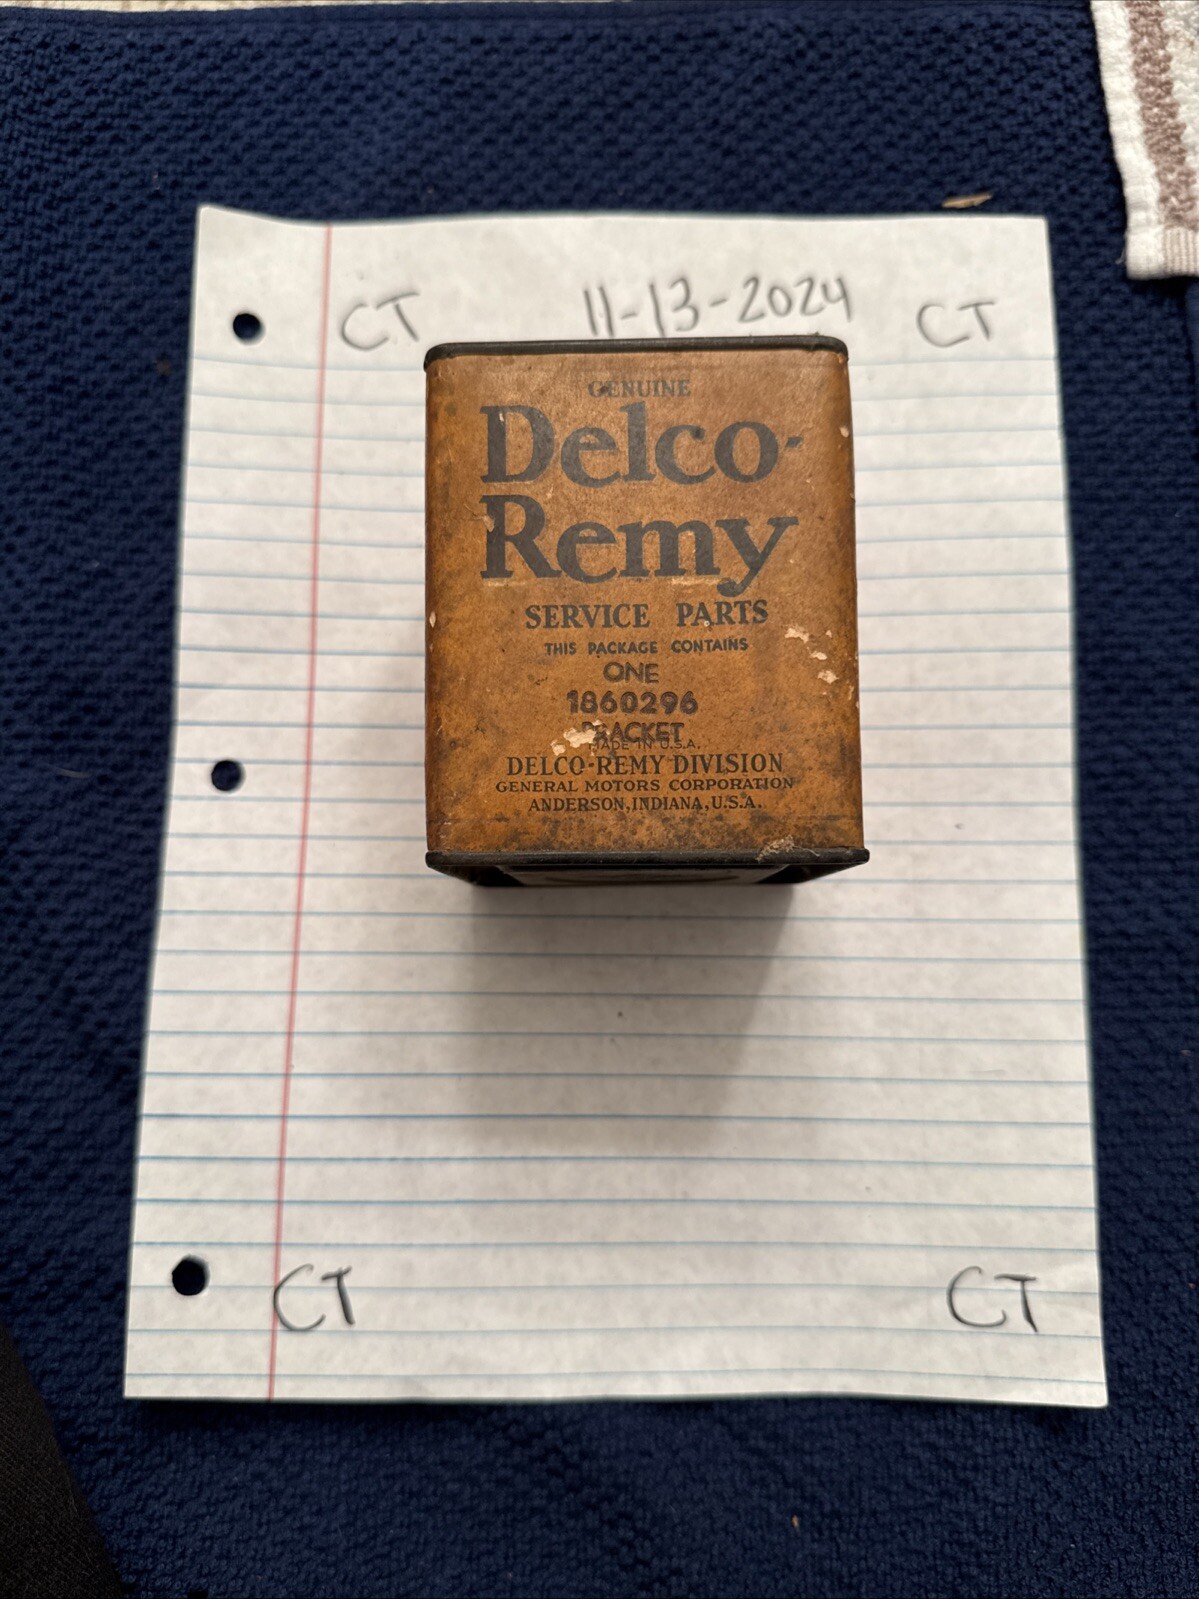 CT 11-13-2024 CT
GENUINE
Delco-
Remy
SERVICE PARTS
THIS PACKAGE CONTAINS
ONE
1860296
BRACKET
MADE IN U.S.A.
DELCO-REMY DIVISION
GENERAL MOTORS CORPORATION
ANDERSON, INDIANA, U.S.A.
CT CT